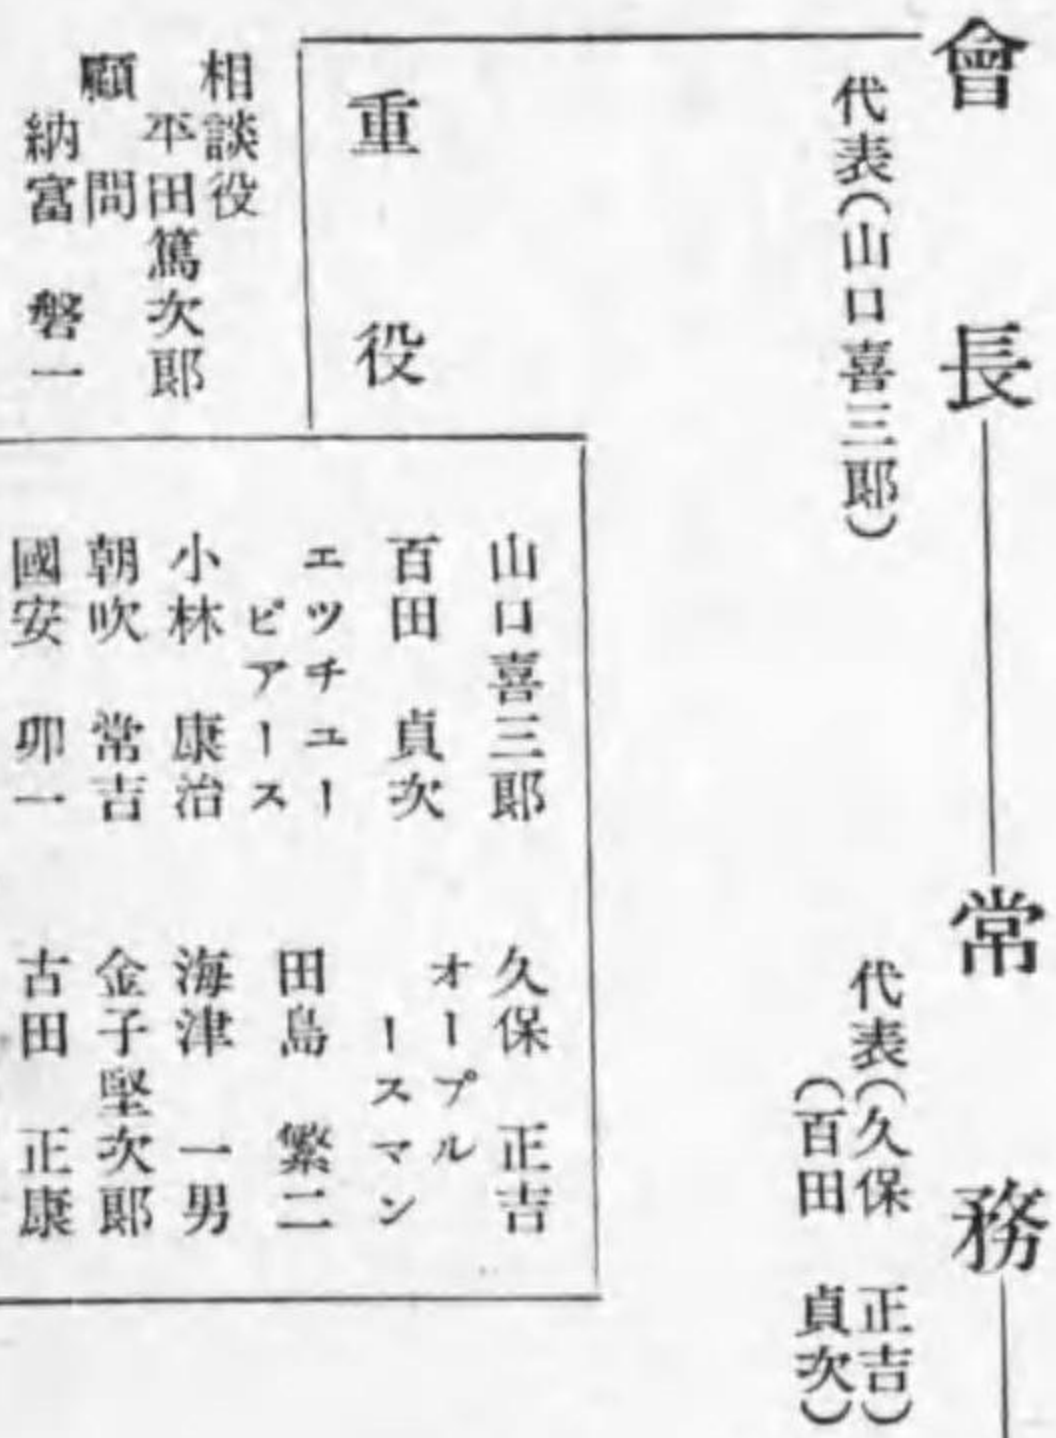 會長
代表(山口喜三郎)
常務
代表(久保 正吉)
(百田 貞次)
重役
山口喜三郎
百田 貞次
エツチユー
ピアース
小林 康治
朝吹 常吉
國安 卯一
久保 正吉
オープル
ースマン
田島 繁二
海津 一男
金子堅次郎
古田 正康
相談役
平田篤次郎
顧問
納富 磐一